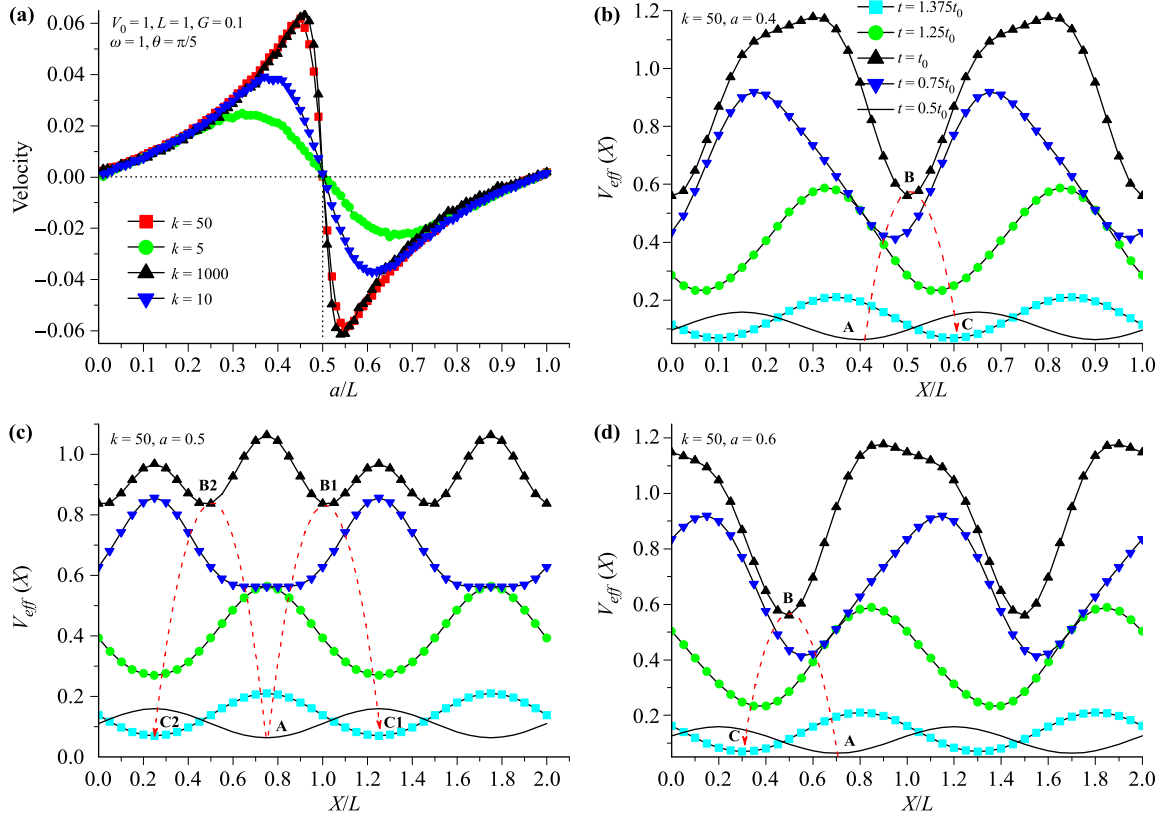 (a)
V₀ = 1, L = 1, G = 0.1
ω = 1, θ = π/5
0.06
0.04
0.02
0.00
−0.02
−0.04
−0.06
Velocity
k = 50
k = 5
k = 1000
k = 10
0.0 0.1 0.2 0.3 0.4 0.5 0.6 0.7 0.8 0.9 1.0
a/L
(b)
k = 50, a = 0.4
t = 1.375t₀
t = 1.25t₀
t = t₀
t = 0.75t₀
t = 0.5t₀
1.2
1.0
0.8
0.6
0.4
0.2
V_eff (X)
B
A
C
0.0 0.1 0.2 0.3 0.4 0.5 0.6 0.7 0.8 0.9 1.0
X/L
(c)
k = 50, a = 0.5
1.0
0.8
0.6
0.4
0.2
0.0
V_eff (X)
B2
B1
C2
A
C1
0.0 0.2 0.4 0.6 0.8 1.0 1.2 1.4 1.6 1.8 2.0
X/L
(d)
k = 50, a = 0.6
1.2
1.0
0.8
0.6
0.4
0.2
V_eff (X)
B
C
A
0.0 0.2 0.4 0.6 0.8 1.0 1.2 1.4 1.6 1.8 2.0
X/L